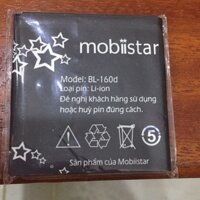 mobiistar
Model: BL-160d
Loại pin: Li-ion
Đề nghị khách hàng sử dụng
hoặc huỷ pin đúng cách.
5
Sản phẩm của Mobiistar